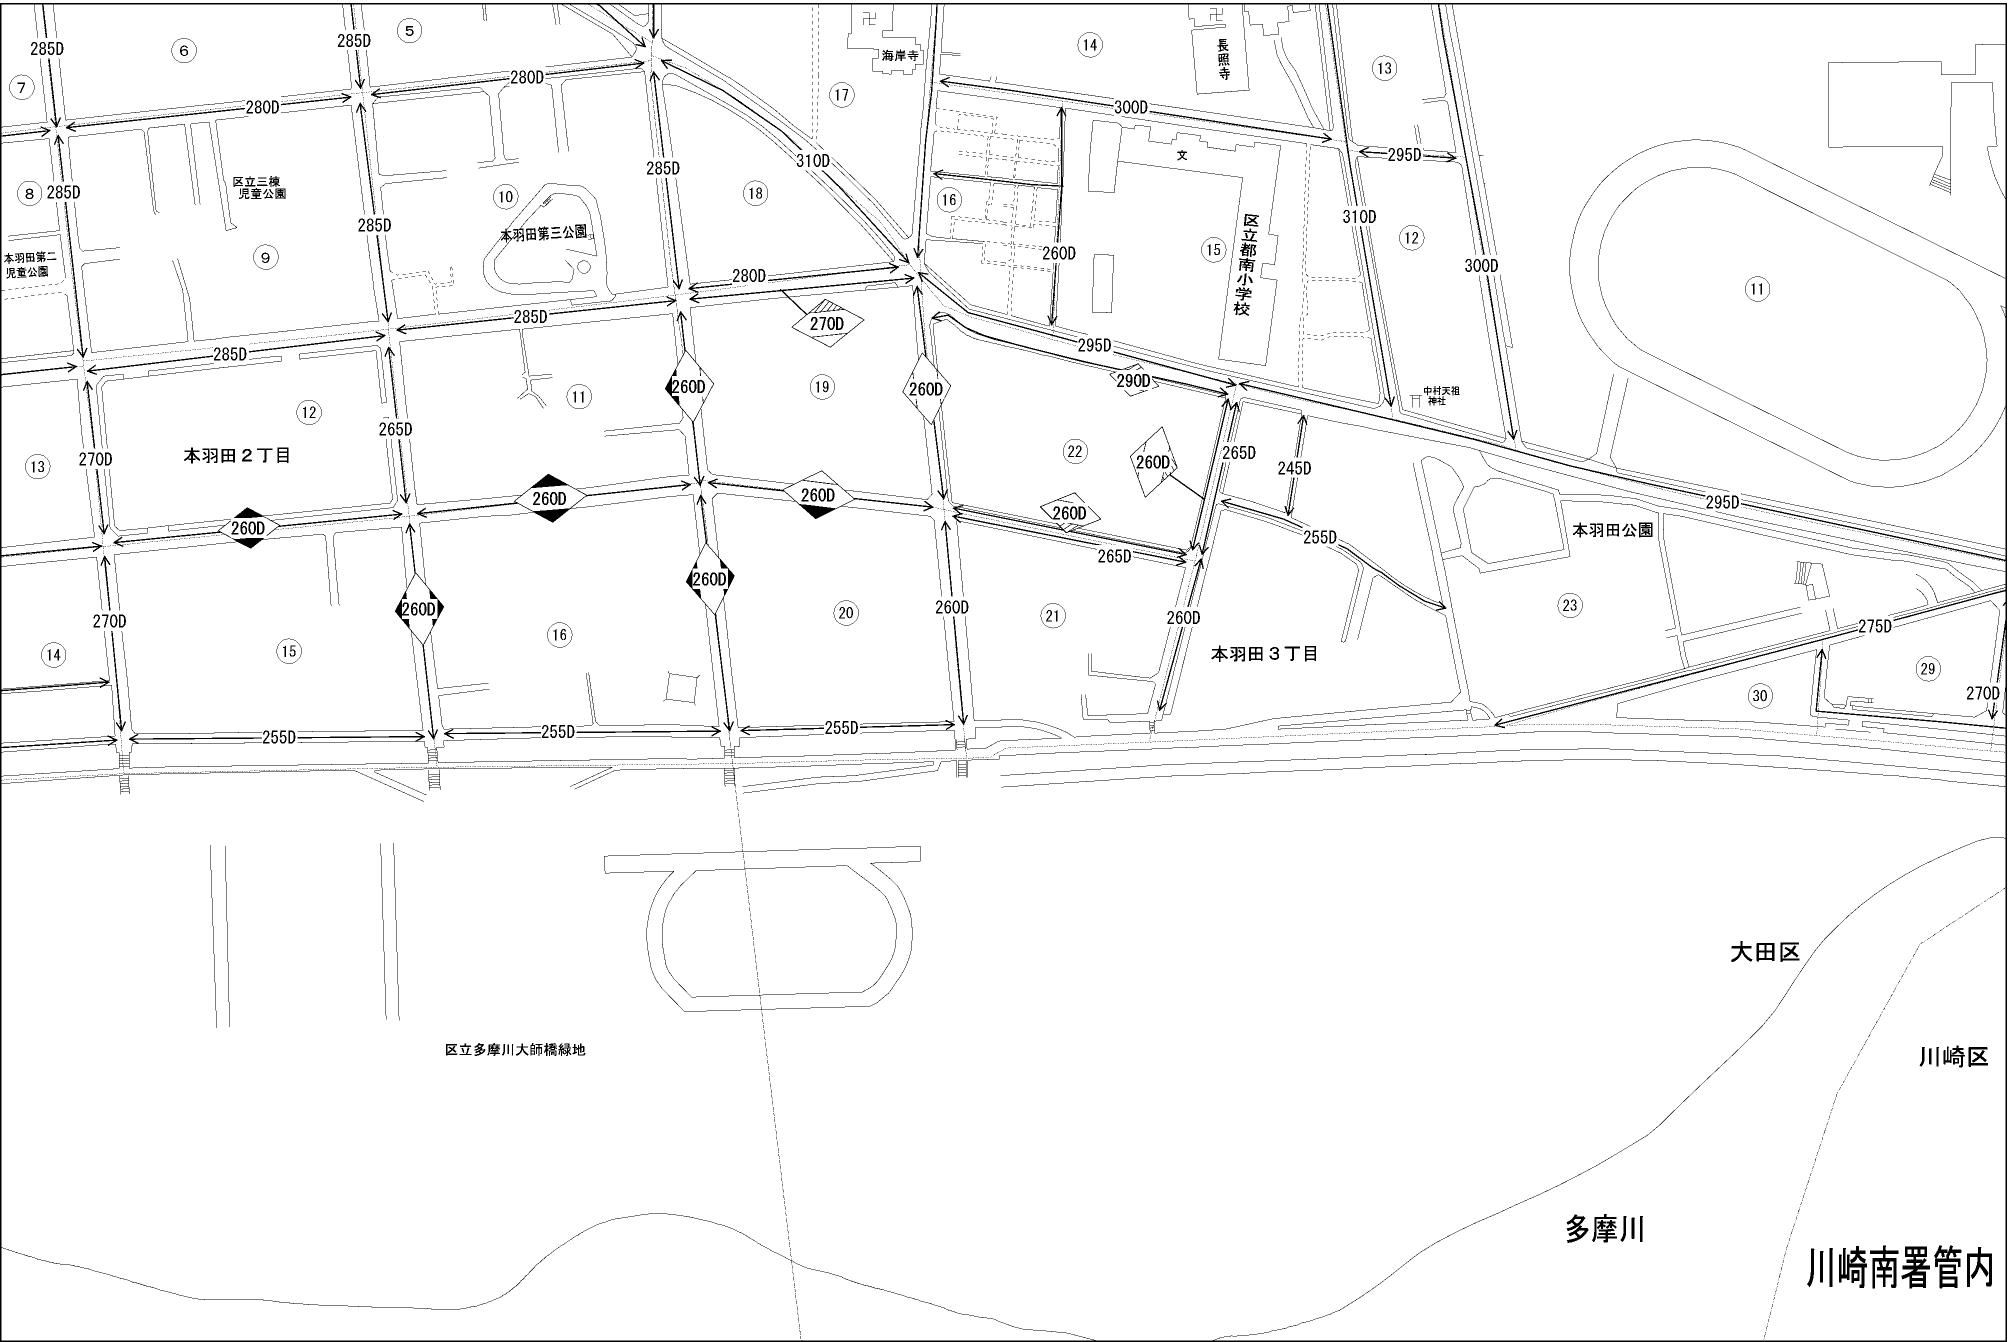 ⑤
⑥
285D
285D
⑦
280D
280D
海岸寺
⑭
長照寺
⑬
⑰
300D
310D
295D
文
⑧
285D
区立三棟
児童公園
285D
⑩
285D
⑱
⑯
310D
⑫
⑮
区立都南小学校
本羽田第三公園
本羽田第二
児童公園
⑨
260D
300D
280D
270D
⑪
285D
285D
295D
290D
260D
⑲
260D
中村天祖
神社
⑫
⑪
265D
本羽田2丁目
270D
⑬
㉒
265D
260D
245D
260D
260D
260D
260D
295D
本羽田公園
255D
265D
260D
260D
260D
⑳
㉑
260D
㉓
270D
⑭
⑮
⑯
本羽田3丁目
275D
㉙
㉚
270D
255D
255D
255D
大田区
区立多摩川大師橋緑地
川崎区
多摩川
川崎南署管内